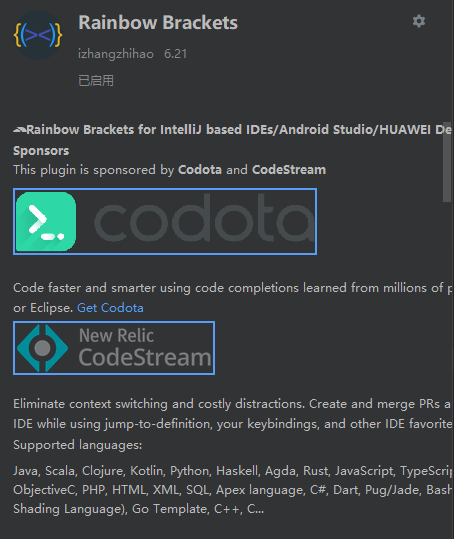 Rainbow Brackets
izhangzhihao 6.21
已启用
Rainbow Brackets for IntelliJ based IDEs/Android Studio/HUAWEI De
Sponsors
This plugin is sponsored by Codota and CodeStream
codota
Code faster and smarter using code completions learned from millions of p
or Eclipse. Get Codota
New Relic
CodeStream
Eliminate context switching and costly distractions. Create and merge PRs a
IDE while using jump-to-definition, your keybindings, and other IDE favorite
Supported languages:
Java, Scala, Clojure, Kotlin, Python, Haskell, Agda, Rust, JavaScript, TypeScrip
ObjectiveC, PHP, HTML, XML, SQL, Apex language, C#, Dart, Pug/Jade, Bash
Shading Language), Go Template, C++, C...